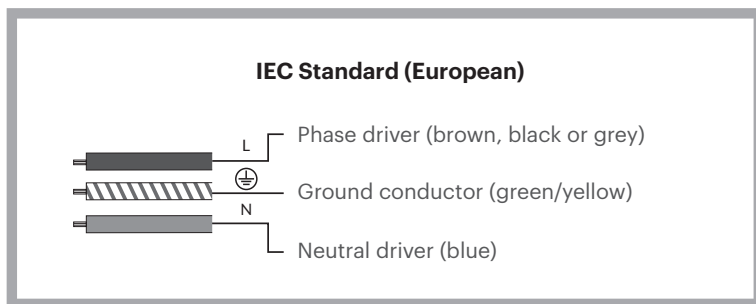 IEC Standard (European)
L
Phase driver (brown, black or grey)
Ground conductor (green/yellow)
N
Neutral driver (blue)